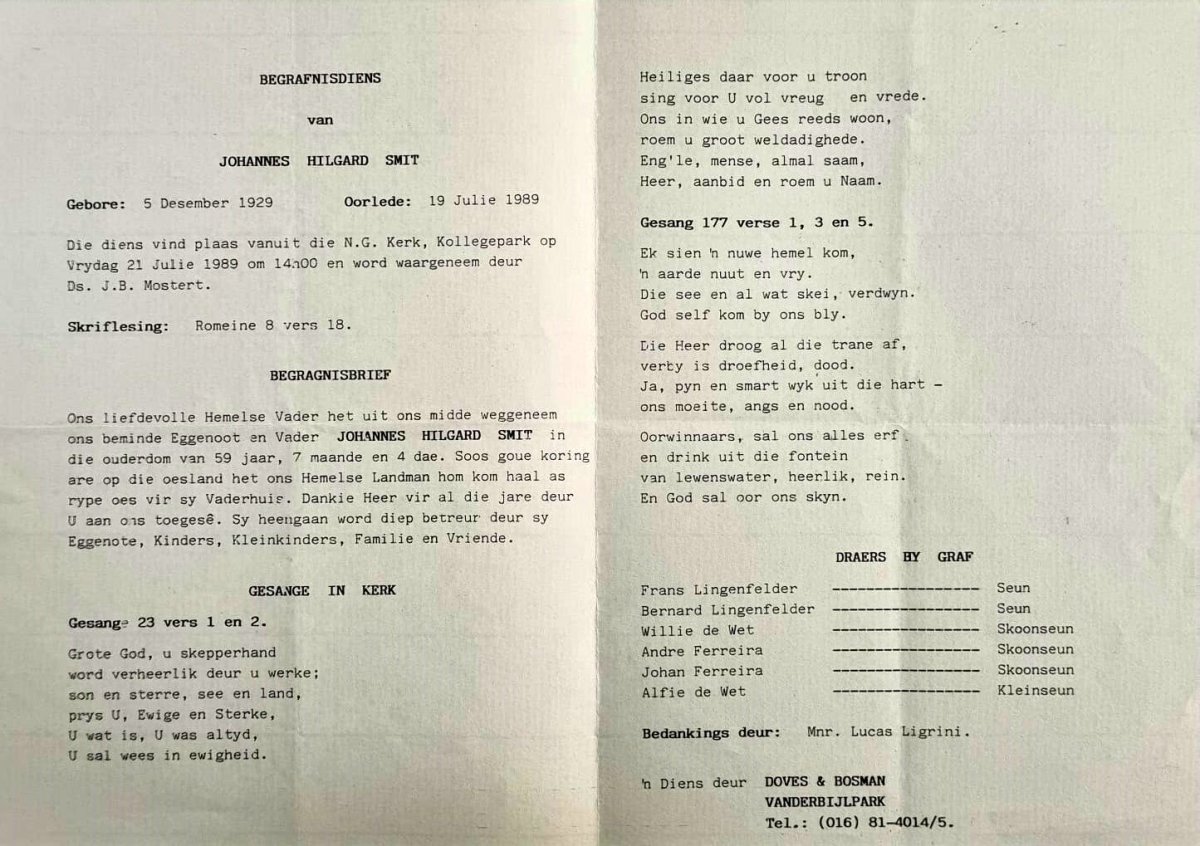 BEGRAFNISDIENS
van
JOHANNES HILGARD SMIT
Gebore: 5 Desember 1929 Oorlede: 19 Julie 1989
Die diens vind plaas vanuit die N.G. Kerk, Kollegepark op
Vrydag 21 Julie 1989 om 14h00 en word waargeneem deur
Ds. J.B. Mostert.
Skriflesing: Romeine 8 vers 18.
BEGRAGNISBRIEF
Ons liefdevolle Hemelse Vader het uit ons midde weggeneem
ons beminde Eggenoot en Vader JOHANNES HILGARD SMIT in
die ouderdom van 59 jaar, 7 maande en 4 dae. Soos goue koring
are op die oesland het ons Hemelse Landman hom kom haal as
rype oes vir sy Vaderhuis. Dankie Heer vir al die jare deur
U aan ons toegesê. Sy heengaan word diep betreur deur sy
Eggenote, Kinders, Kleinkinders, Familie en Vriende.
GESANGE IN KERK
Gesange 23 vers 1 en 2.
Grote God, u skepperhand
word verheerlik deur u werke;
son en sterre, see en land,
prys U, Ewige en Sterke,
U wat is, U was altyd,
U sal wees in ewigheid.
Heiliges daar voor u troon
sing voor U vol vreug en vrede.
Ons in wie u Gees reeds woon,
roem u groot weldadighede.
Eng'le, mense, almal saam,
Heer, aanbid en roem u Naam.
Gesang 177 verse 1, 3 en 5.
Ek sien 'n nuwe hemel kom,
'n aarde nuut en vry.
Die see en al wat skei, verdwyn.
God self kom by ons bly.
Die Heer droog al die trane af,
verby is droefheid, dood.
Ja, pyn en smart wyk uit die hart -
ons moeite, angs en nood.
Oorwinnaars, sal ons alles erf.
en drink uit die fontein
van lewenswater, heerlik, rein.
En God sal oor ons skyn.
DRAERS BY GRAF
Frans Lingenfelder ----------------- Seun
Bernard Lingenfelder ----------------- Seun
Willie de Wet ----------------- Skoonseun
Andre Ferreira ----------------- Skoonseun
Johan Ferreira ----------------- Skoonseun
Alfie de Wet ----------------- Kleinseun
Bedankings deur: Mnr. Lucas Ligrini.
'n Diens deur DOVES & BOSMAN
VANDERBIJLPARK
Tel.: (016) 81-4014/5.